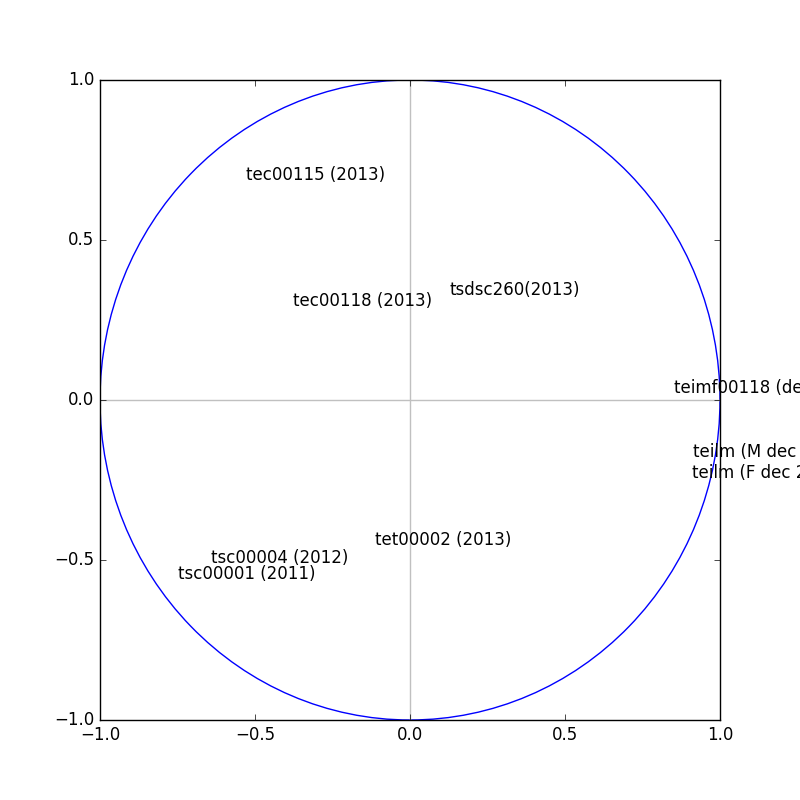 1.0
tec00115 (2013)
0.5
tsdsc260(2013)
tec00118 (2013)
teimf00118 (de
0.0
teilm (M dec
teilm (F dec 2
tet00002 (2013)
−0.5
tsc00004 (2012)
tsc00001 (2011)
−1.0
−1.0 −0.5 0.0 0.5 1.0